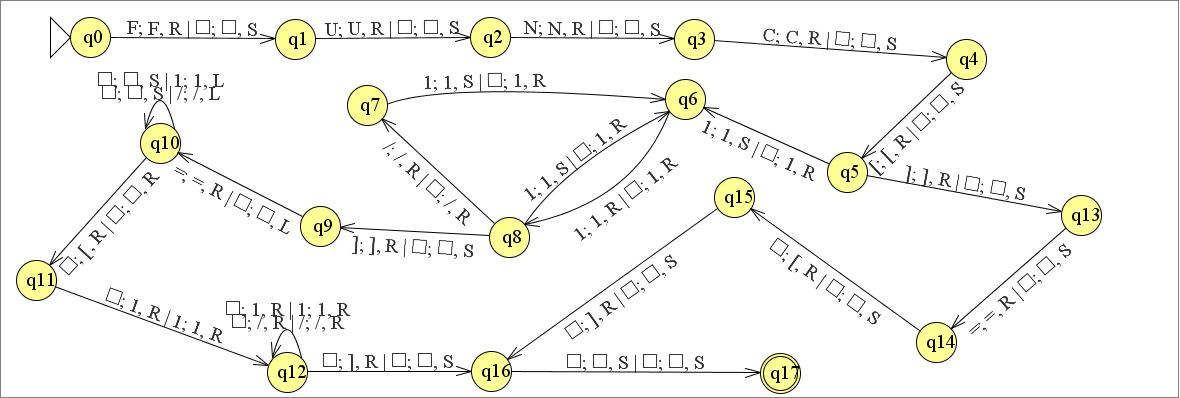 q0
F; F, R | □; □, S
q1
U; U, R | □; □, S
q2
N; N, R | □; □, S
q3
C; C, R | □; □, S
q4
[; [, R | □; □, S
q5
1; 1, S | □; 1, R
q6
1; 1, R | □; 1, R
q8
1; 1, S | □; 1, R
/; /, R | □; /, R
q7
1; 1, S | □; 1, R
]; ], R | □; □, S
q9
=; =, R | □; □, L
q10
□; □, S | 1; 1, L
□; □, S | /; /, L
□; [, R | □; □, R
q11
□; 1, R | 1; 1, R
q12
□; 1, R | 1; 1, R
□; /, R | /; /, R
□; ], R | □; □, S
q16
□; □, S | □; □, S
q17
]; ], R | □; □, S
q13
=; =, R | □; □, S
q14
□; [, R | □; □, S
q15
□; ], R | □; □, S